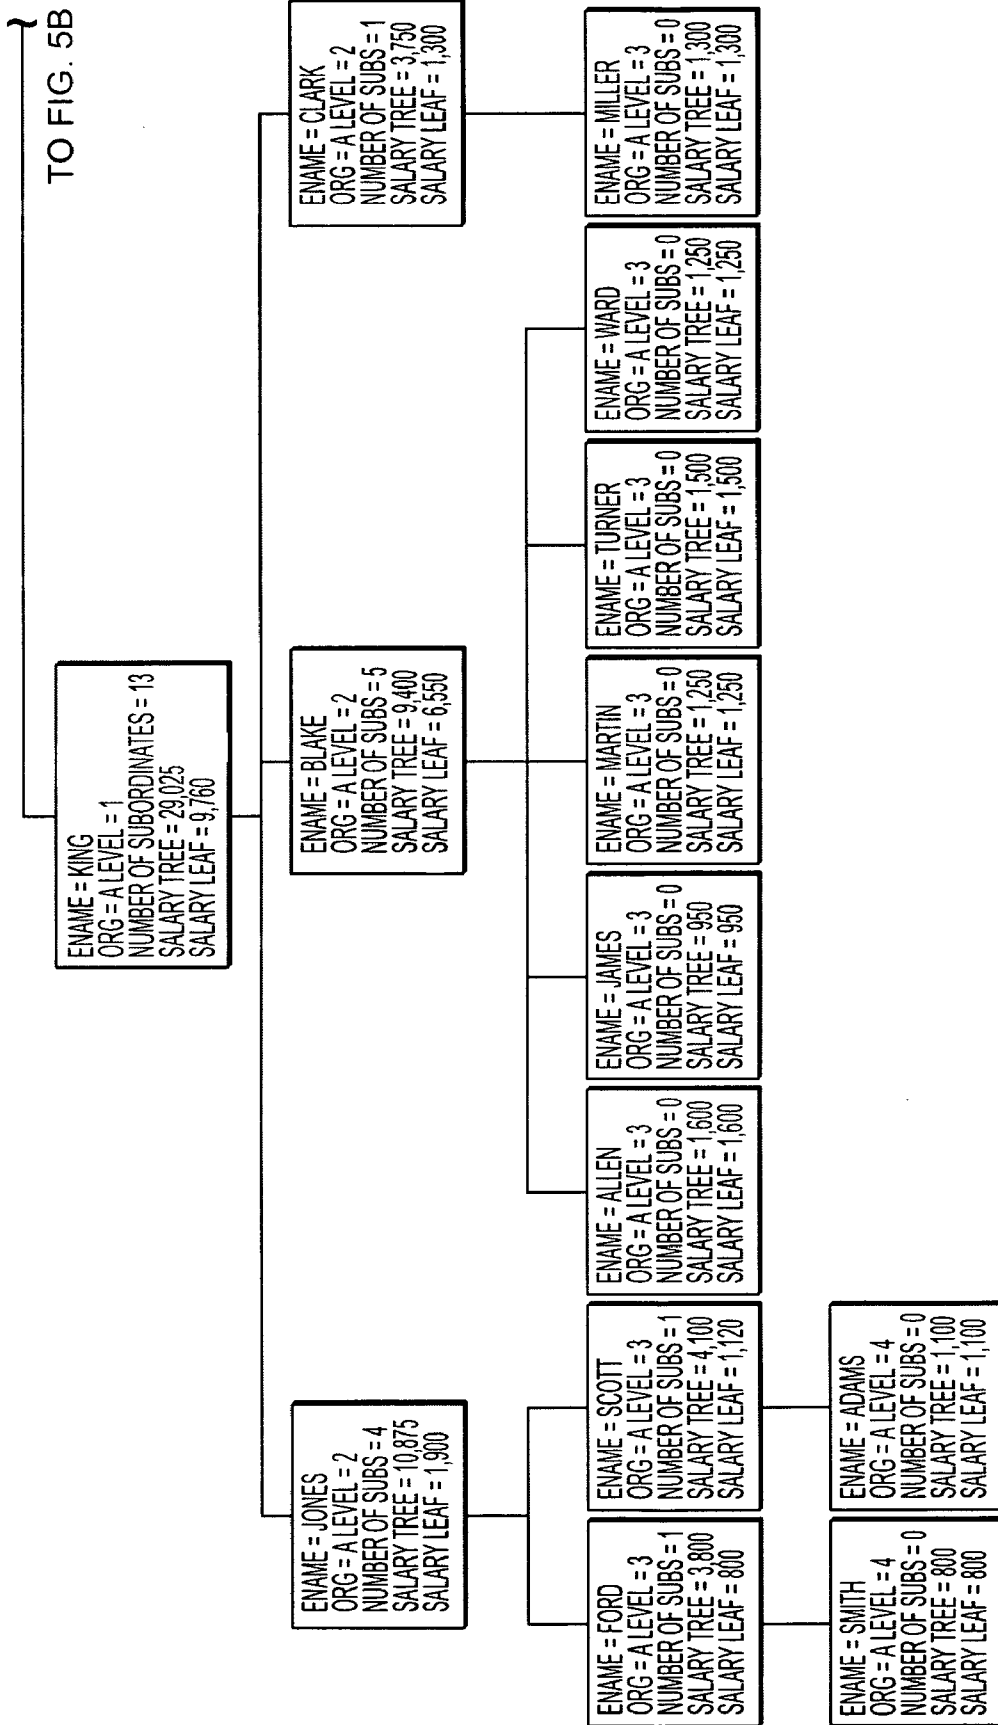 TO FIG. 5B
ENAME = KING
ORG = A LEVEL = 1
NUMBER OF SUBORDINATES = 13
SALARY TREE = 29,025
SALARY LEAF = 9,760
ENAME = JONES
ORG = A LEVEL = 2
NUMBER OF SUBS = 4
SALARY TREE = 10,875
SALARY LEAF = 1,900
ENAME = BLAKE
ORG = A LEVEL = 2
NUMBER OF SUBS = 5
SALARY TREE = 9,400
SALARY LEAF = 6,550
ENAME = CLARK
ORG = A LEVEL = 2
NUMBER OF SUBS = 1
SALARY TREE = 3,750
SALARY LEAF = 1,300
ENAME = FORD
ORG = A LEVEL = 3
NUMBER OF SUBS = 1
SALARY TREE = 3,800
SALARY LEAF = 800
ENAME = SCOTT
ORG = A LEVEL = 3
NUMBER OF SUBS = 1
SALARY TREE = 4,100
SALARY LEAF = 1,120
ENAME = ALLEN
ORG = A LEVEL = 3
NUMBER OF SUBS = 0
SALARY TREE = 1,600
SALARY LEAF = 1,600
ENAME = JAMES
ORG = A LEVEL = 3
NUMBER OF SUBS = 0
SALARY TREE = 950
SALARY LEAF = 950
ENAME = MARTIN
ORG = A LEVEL = 3
NUMBER OF SUBS = 0
SALARY TREE = 1,250
SALARY LEAF = 1,250
ENAME = TURNER
ORG = A LEVEL = 3
NUMBER OF SUBS = 0
SALARY TREE = 1,500
SALARY LEAF = 1,500
ENAME = WARD
ORG = A LEVEL = 3
NUMBER OF SUBS = 0
SALARY TREE = 1,250
SALARY LEAF = 1,250
ENAME = MILLER
ORG = A LEVEL = 3
NUMBER OF SUBS = 0
SALARY TREE = 1,300
SALARY LEAF = 1,300
ENAME = SMITH
ORG = A LEVEL = 4
NUMBER OF SUBS = 0
SALARY TREE = 800
SALARY LEAF = 800
ENAME = ADAMS
ORG = A LEVEL = 4
NUMBER OF SUBS = 0
SALARY TREE = 1,100
SALARY LEAF = 1,100